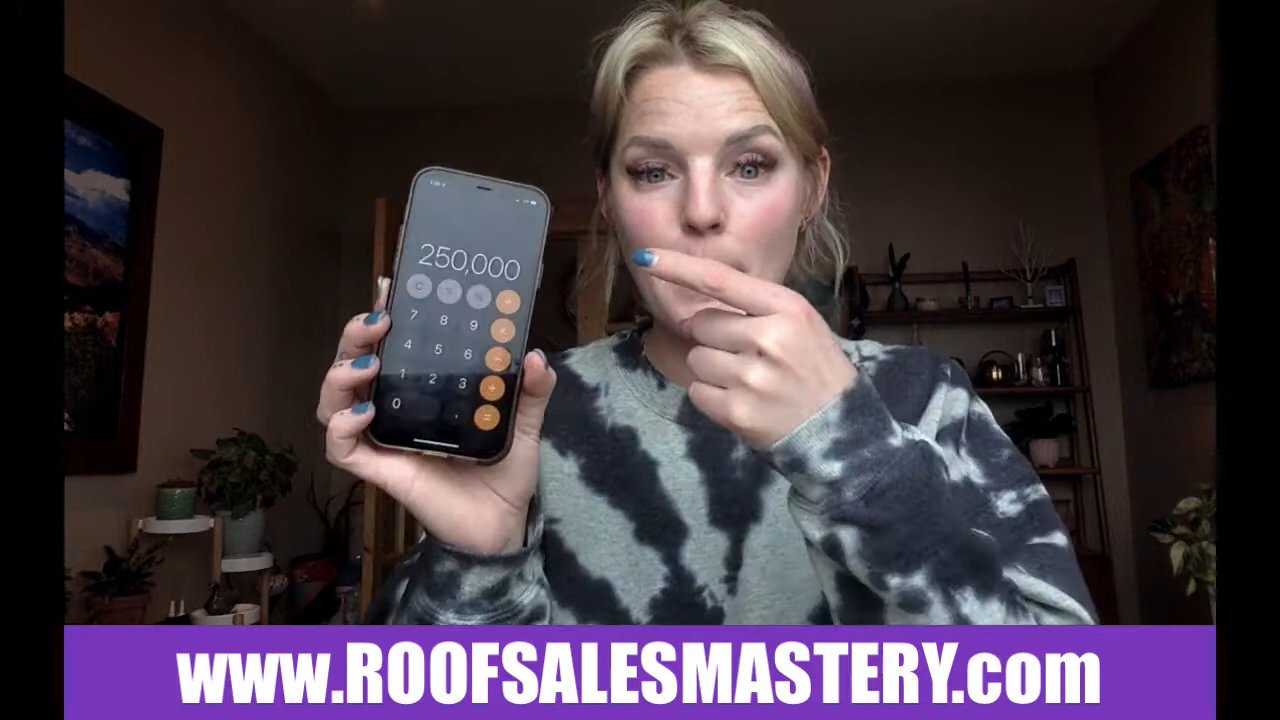 250,000
C
7 8 9
4 5 6
1 2 3 +
0 . =
www.ROOFSALESMASTERY.com